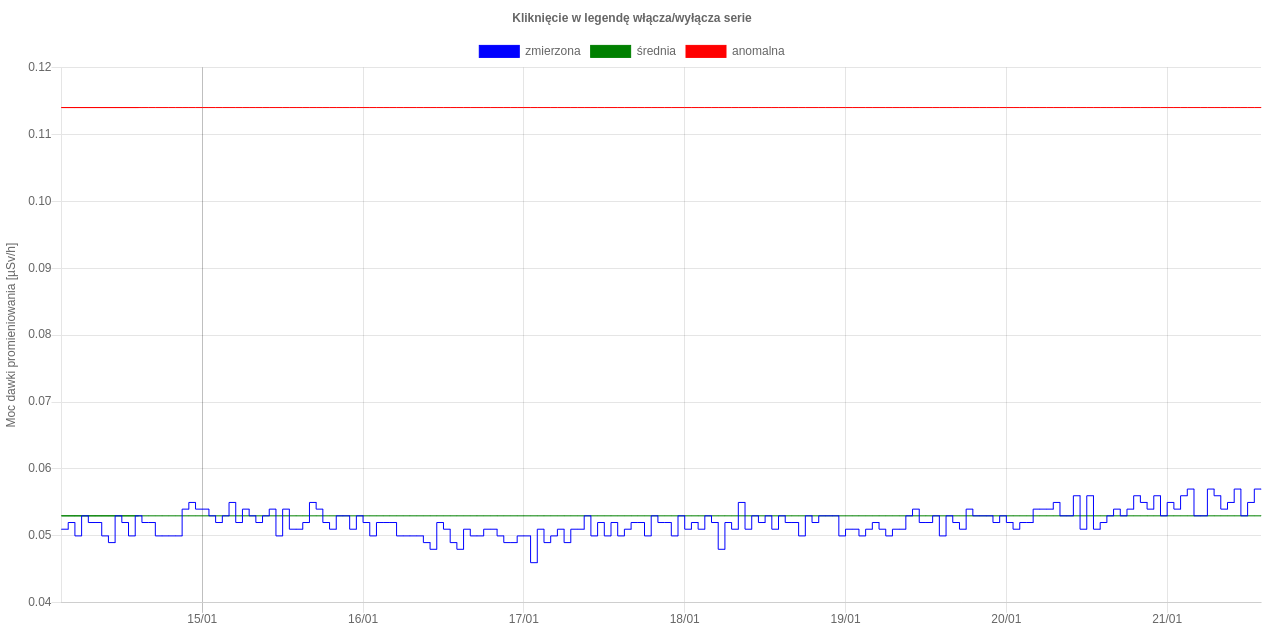 Kliknięcie w legendę włącza/wyłącza serie
zmierzona średnia anomalna
Moc dawki promieniowania [µSv/h]
0.12
0.11
0.10
0.09
0.08
0.07
0.06
0.05
0.04
15/01 16/01 17/01 18/01 19/01 20/01 21/01